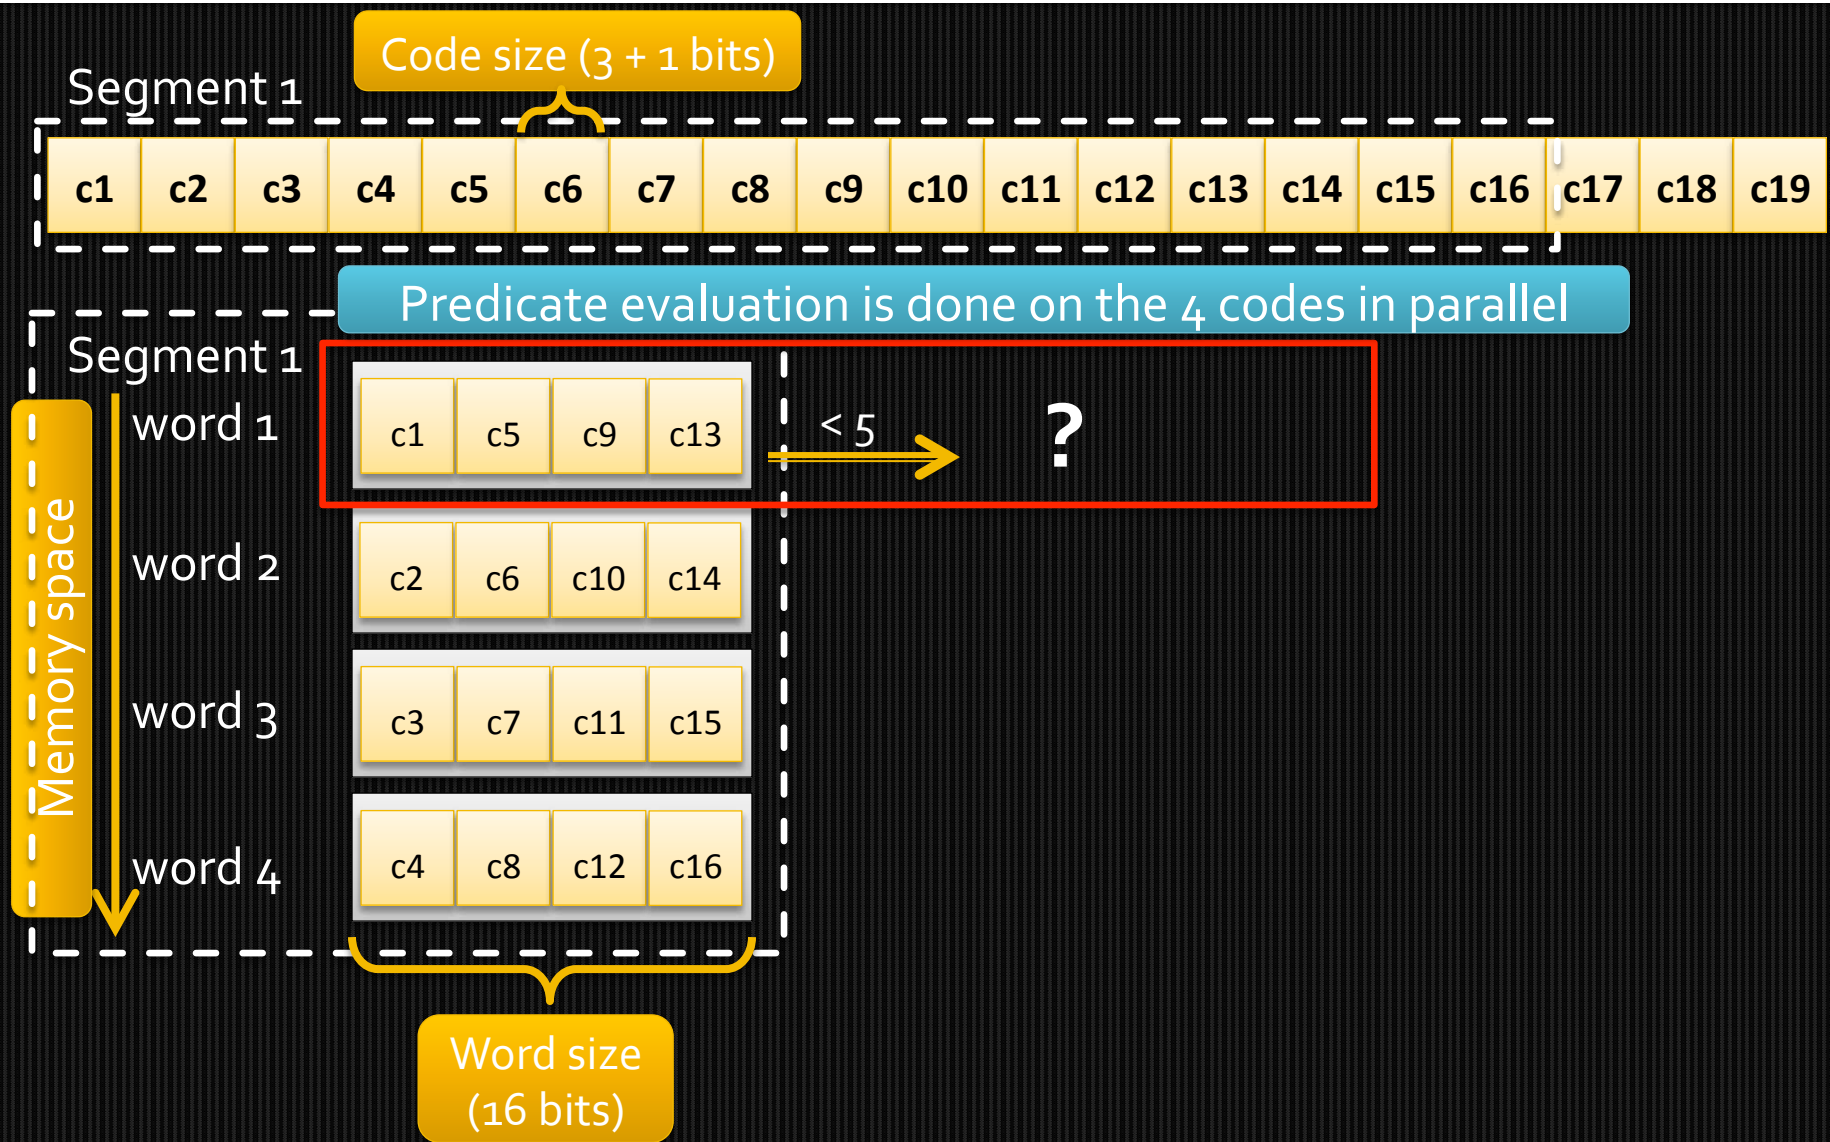 Code size (3 + 1 bits)
Segment 1
c1 c2 c3 c4 c5 c6 c7 c8 c9 c10 c11 c12 c13 c14 c15 c16 c17 c18 c19
Predicate evaluation is done on the 4 codes in parallel
Segment 1
word 1 c1 c5 c9 c13 < 5 ?
word 2 c2 c6 c10 c14
word 3 c3 c7 c11 c15
word 4 c4 c8 c12 c16
Memory space
Word size
(16 bits)